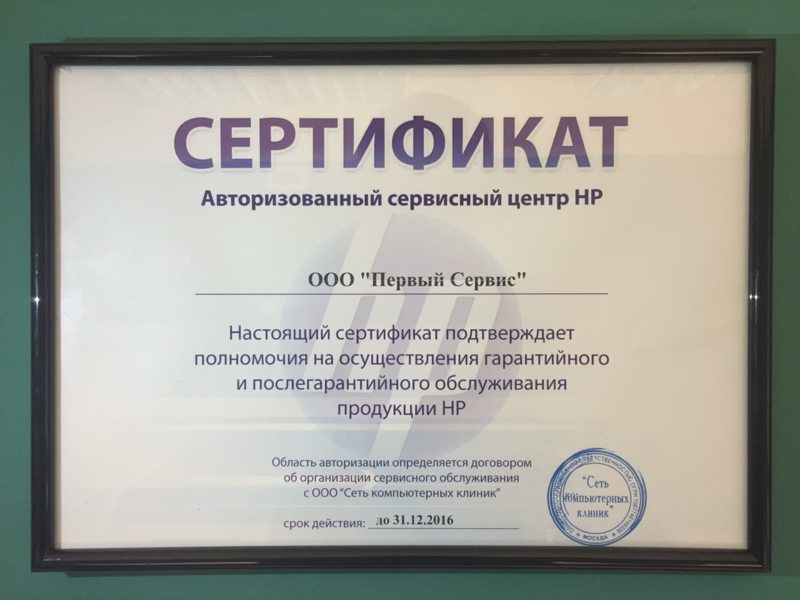 СЕРТИФИКАТ
Авторизованный сервисный центр HP
ООО "Первый Сервис"
Настоящий сертификат подтверждает
полномочия на осуществления гарантийного
и послегарантийного обслуживания
продукции HP
Область авторизации определяется договором
об организации сервисного обслуживания
с ООО "Сеть компьютерных клиник"
срок действия: до 31.12.2016
"Сеть
компьютерных
клиник"
МОСКВА